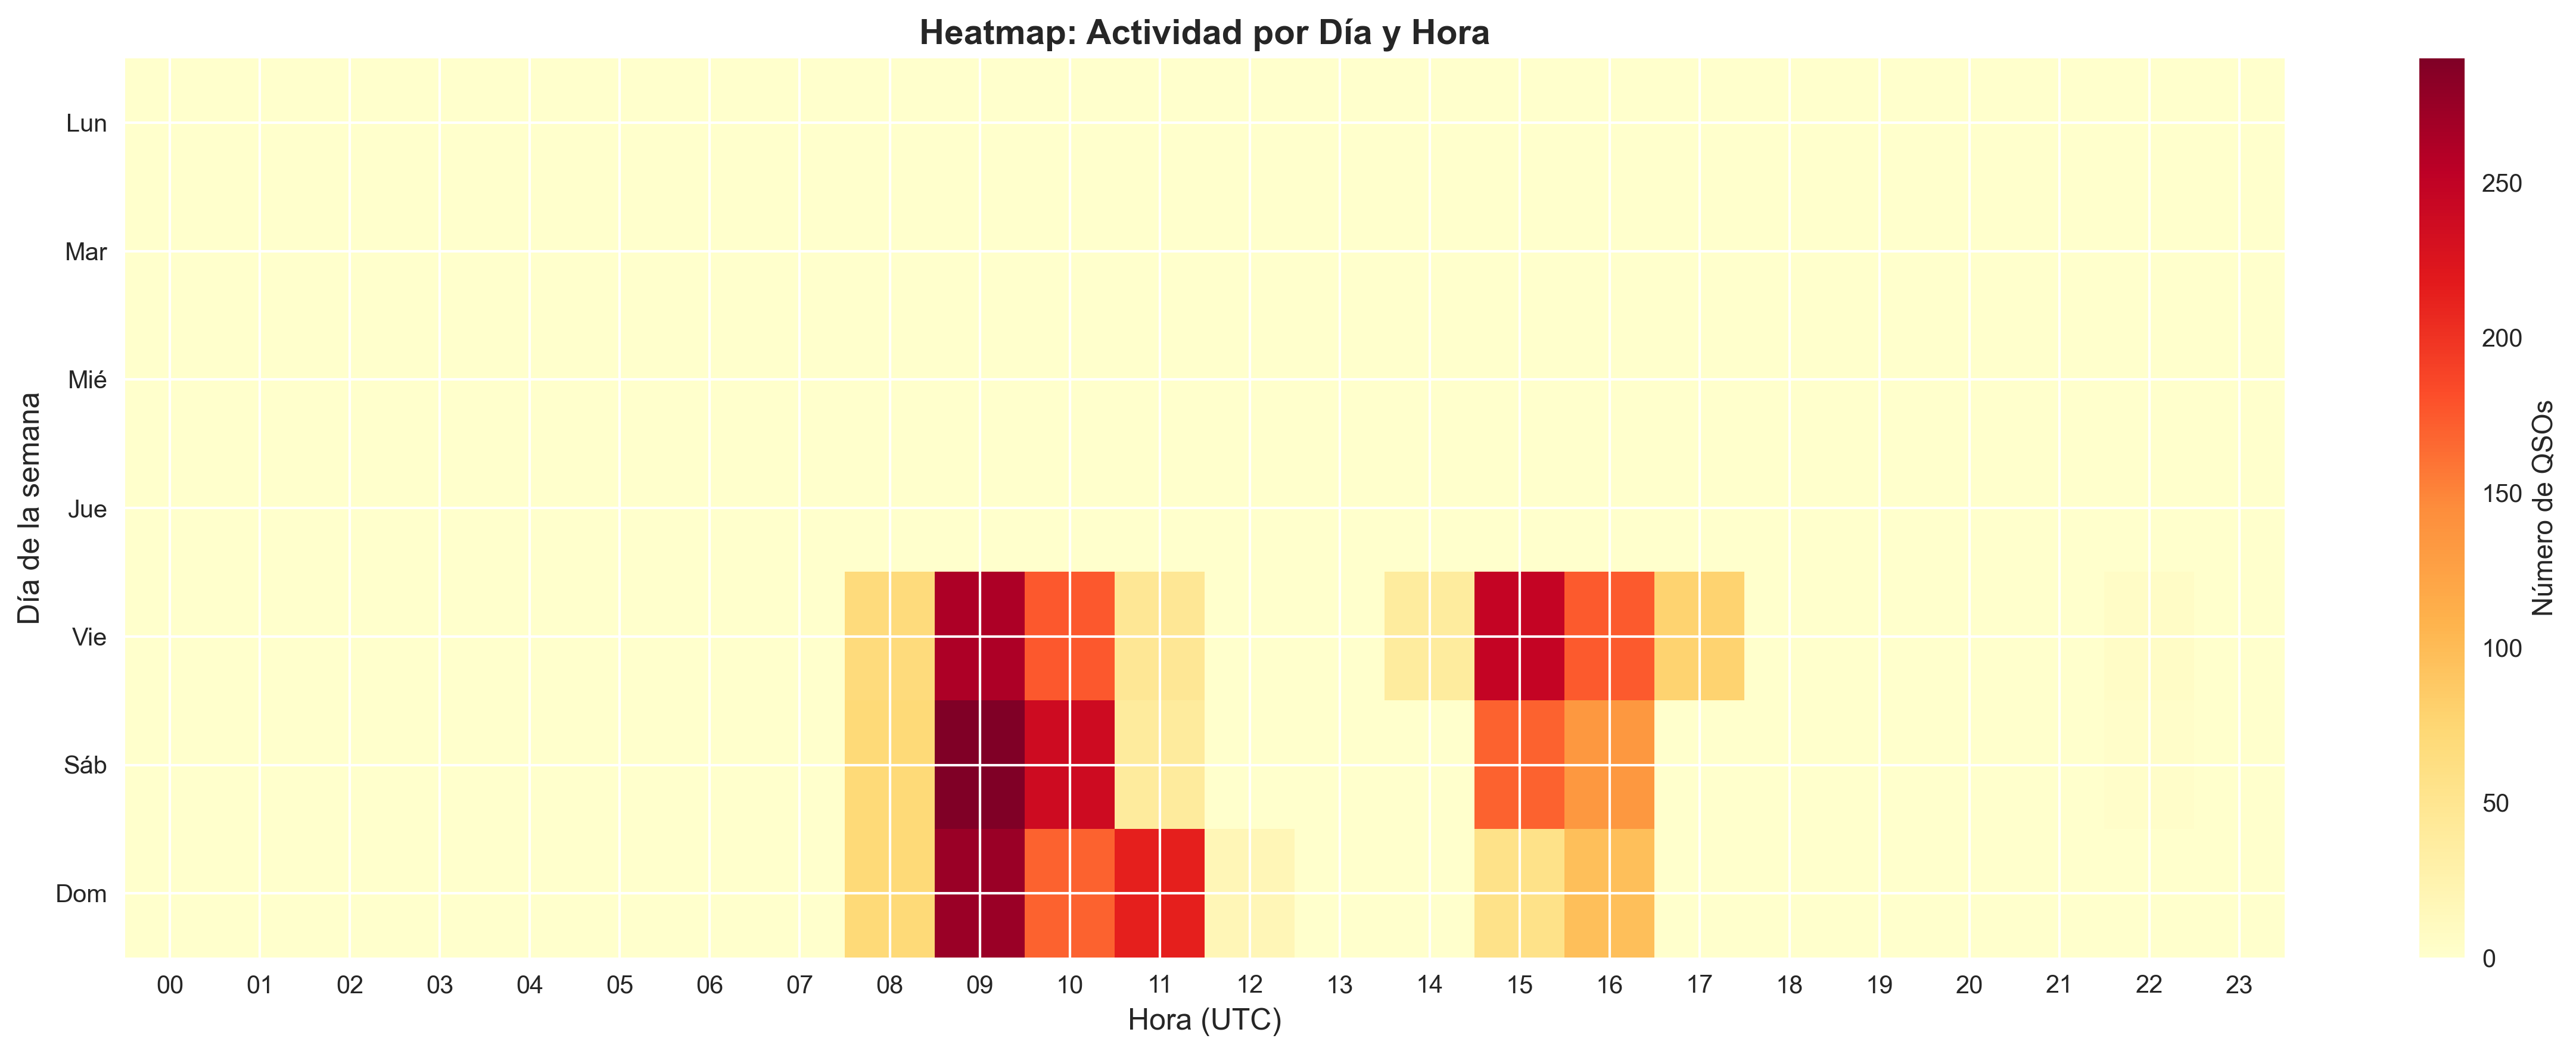 Heatmap: Actividad por Día y Hora
Día de la semana
Lun
Mar
Mié
Jue
Vie
Sáb
Dom
00 01 02 03 04 05 06 07 08 09 10 11 12 13 14 15 16 17 18 19 20 21 22 23
Hora (UTC)
250
200
150
100
50
0
Número de QSOs